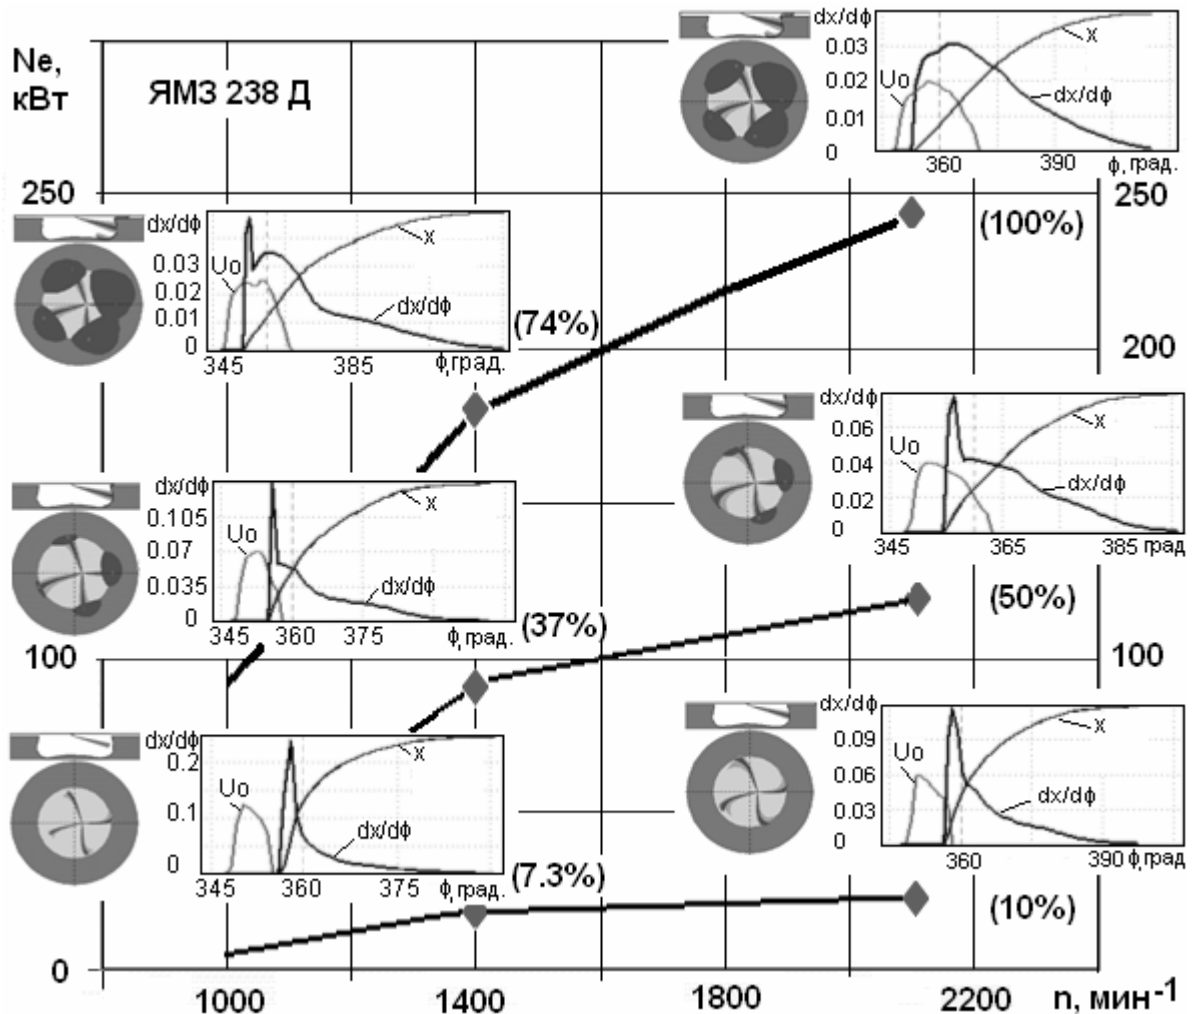 Ne,
кВт
ЯМЗ 238 Д
dx/dϕ
0.03
0.02
0.01
0
Uo
x
dx/dϕ
360
390
ϕ, град.
250
250
(100%)
dx/dϕ
0.03
0.02
0.01
0
Uo
x
dx/dϕ
345
385
ϕ,град.
(74%)
200
dx/dϕ
0.06
0.04
0.02
0
Uo
x
dx/dϕ
345
365
385
град
(50%)
dx/dϕ
0.105
0.07
0.035
0
Uo
x
dx/dϕ
345
360
375
ϕ, град.
(37%)
100
100
dx/dϕ
0.09
0.06
0.03
0
Uo
x
dx/dϕ
360
390
ϕ,град
(10%)
dx/dϕ
0.2
0.1
0
Uo
x
dx/dϕ
345
360
375
ϕ,град.
(7.3%)
0
0
1000
1400
1800
2200
n, мин-1